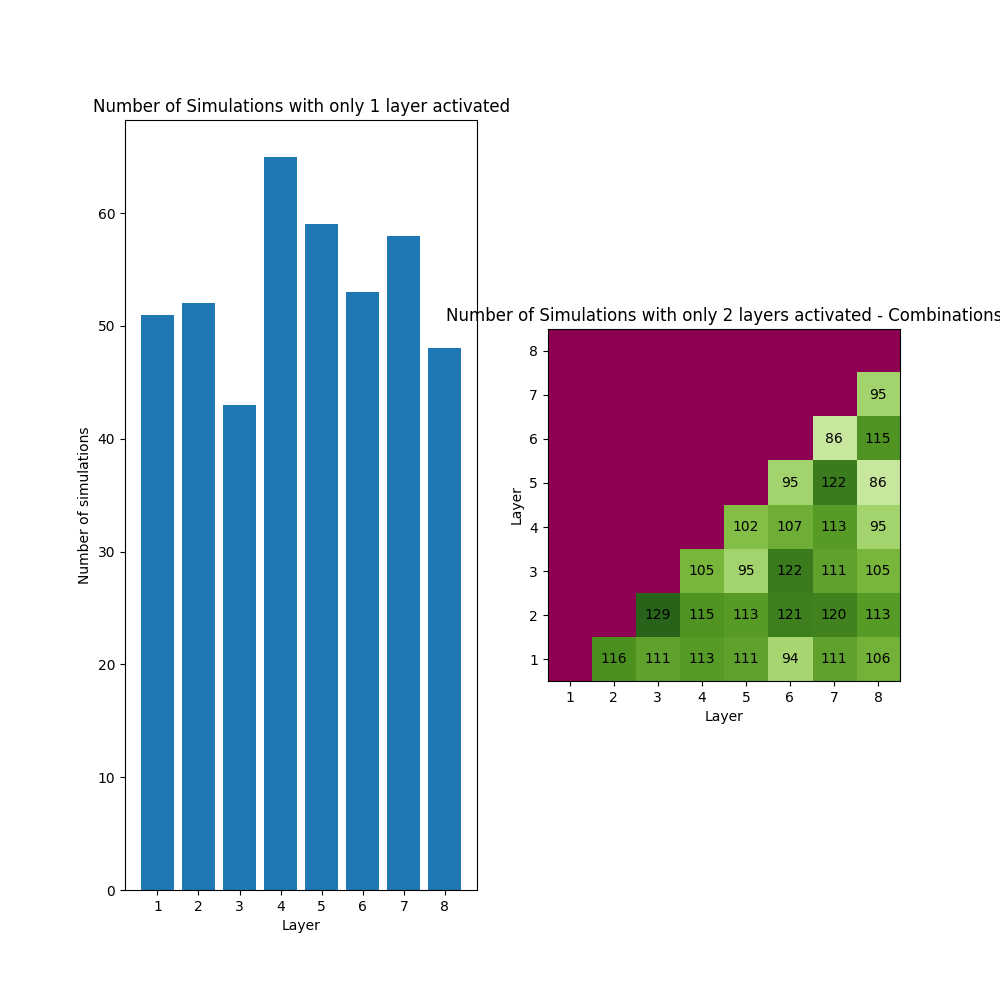 Number of Simulations with only 1 layer activated
Number of simulations
60
50
40
30
20
10
0
1 2 3 4 5 6 7 8
Layer
Number of Simulations with only 2 layers activated - Combinations
Layer
8
7 95
6 86 115
5 95 122 86
4 102 107 113 95
3 105 95 122 111 105
2 129 115 113 121 120 113
1 116 111 113 111 94 111 106
1 2 3 4 5 6 7 8
Layer